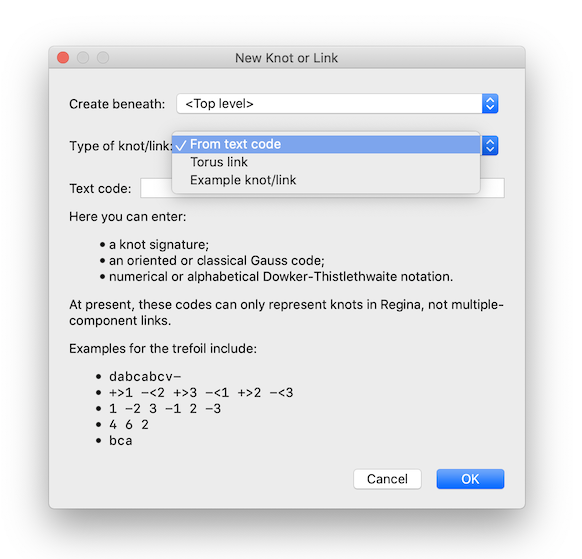 New Knot or Link
Create beneath: <Top level>
Type of knot/link: ✓ From text code
Torus link
Example knot/link
Text code:
Here you can enter:
• a knot signature;
• an oriented or classical Gauss code;
• numerical or alphabetical Dowker-Thistlethwaite notation.
At present, these codes can only represent knots in Regina, not multiple-
component links.
Examples for the trefoil include:
• dabcabcv-
• +>1 -<2 +>3 -<1 +>2 -<3
• 1 -2 3 -1 2 -3
• 4 6 2
• bca
Cancel OK